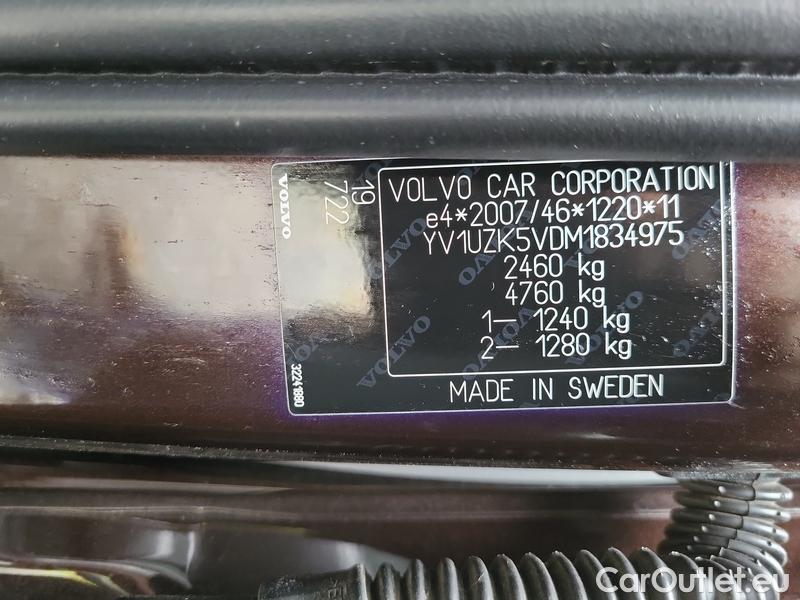 VOLVO
19
722
VOLVO CAR CORPORATION
e4*2007/46*1220*11
YV1UZK5VDM1834975
2460 kg
4760 kg
1– 1240 kg
2– 1280 kg
MADE IN SWEDEN
32241880
CarOutlet.eu